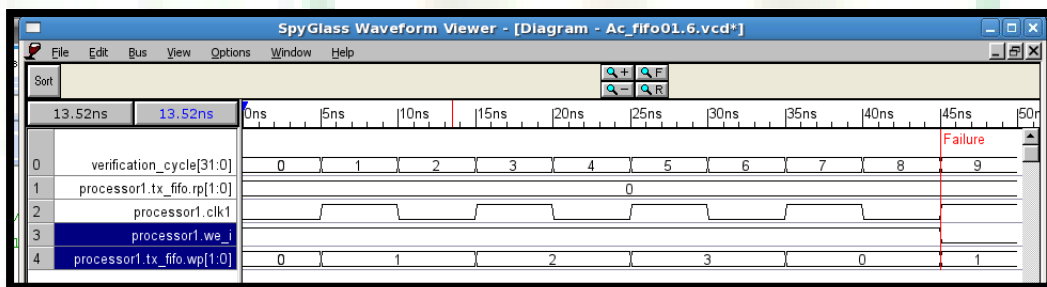 SpyGlass Waveform Viewer - [Diagram - Ac_fifo01.6.vcd*]
File Edit Bus View Options Window Help
Sort + F
- R
13.52ns 13.52ns 0ns 5ns 10ns 15ns 20ns 25ns 30ns 35ns 40ns 45ns 50n
Failure
0 verification_cycle[31:0] 0 1 2 3 4 5 6 7 8 9
1 processor1.tx_fifo.rp[1:0] 0
2 processor1.clk1
3 processor1.we_i
4 processor1.tx_fifo.wp[1:0] 0 1 2 3 0 1